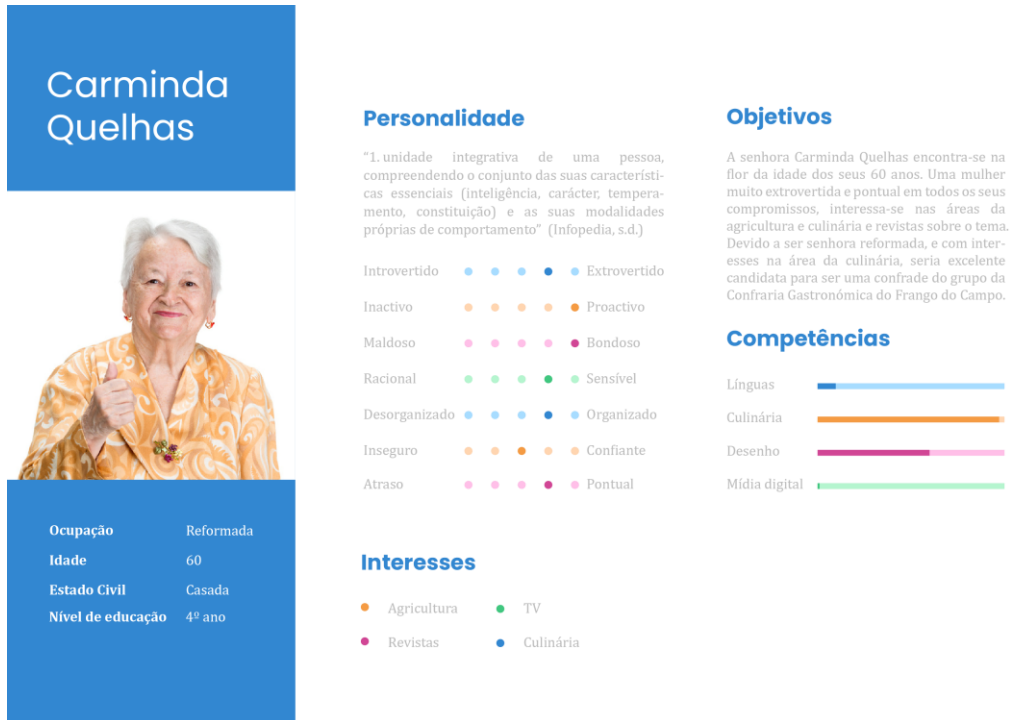 Carminda
Quelhas
Ocupação Reformada
Idade 60
Estado Civil Casada
Nível de educação 4º ano
Personalidade
“1. unidade integrativa de uma pessoa,
compreendendo o conjunto das suas característi-
cas essenciais (inteligência, carácter, tempera-
mento, constituição) e as suas modalidades
próprias de comportamento” (Infopedia, s.d.)
Introvertido Extrovertido
Inactivo Proactivo
Maldoso Bondoso
Racional Sensível
Desorganizado Organizado
Inseguro Confiante
Atraso Pontual
Interesses
Agricultura TV
Revistas Culinária
Objetivos
A senhora Carminda Quelhas encontra-se na
flor da idade dos seus 60 anos. Uma mulher
muito extrovertida e pontual em todos os seus
compromissos, interessa-se nas áreas da
agricultura e culinária e revistas sobre o tema.
Devido a ser senhora reformada, e com inter-
esses na área da culinária, seria excelente
candidata para ser uma confrade do grupo da
Confraria Gastronómica do Frango do Campo.
Competências
Línguas
Culinária
Desenho
Mídia digital